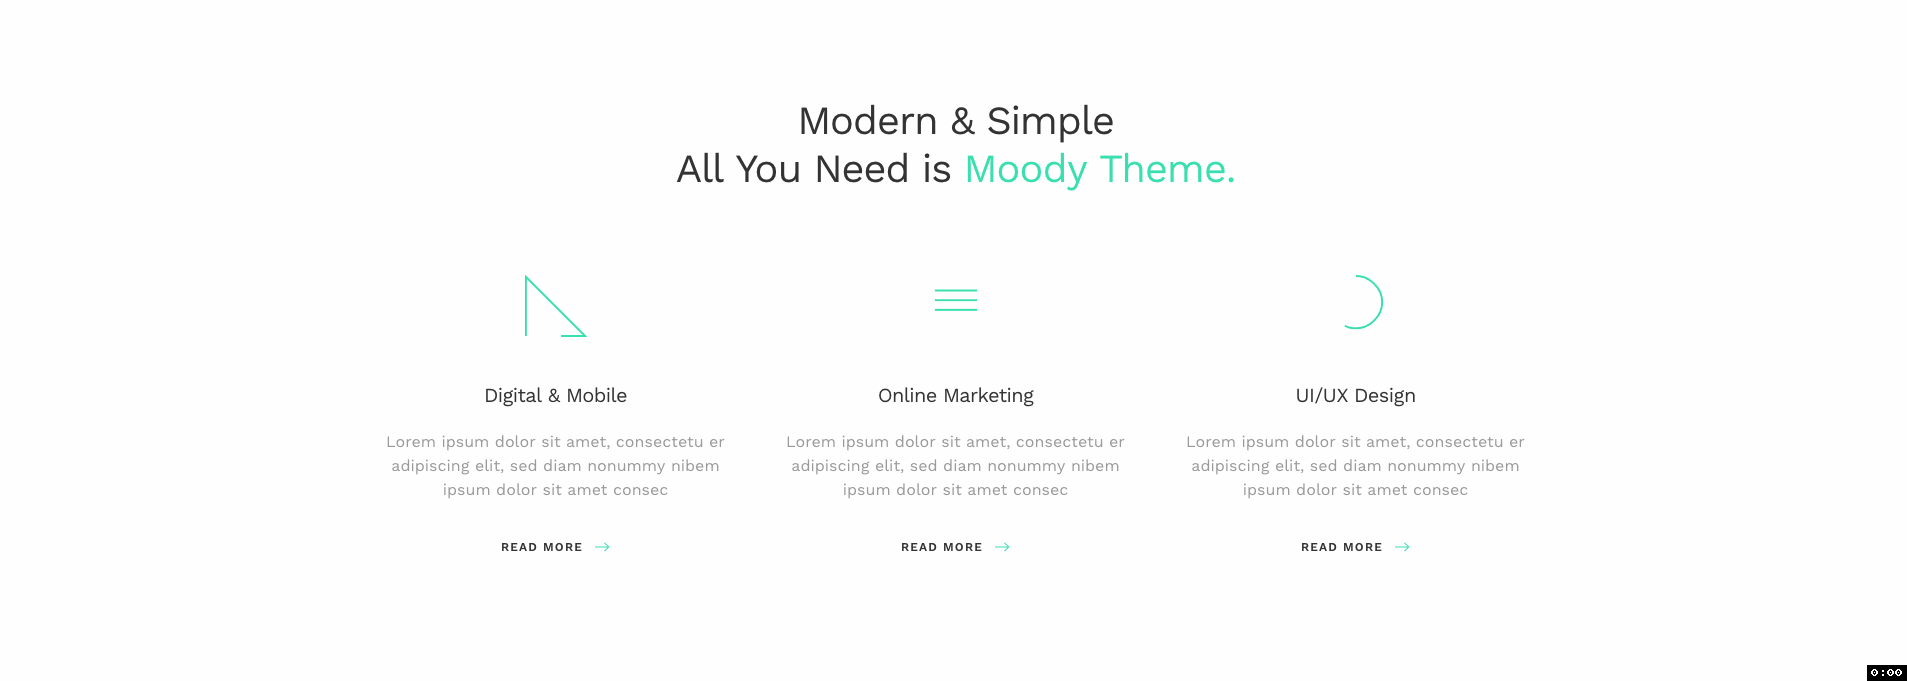 Modern & Simple
All You Need is Moody Theme.
Digital & Mobile
Lorem ipsum dolor sit amet, consectetu er
adipiscing elit, sed diam nonummy nibem
ipsum dolor sit amet consec
READ MORE
Online Marketing
Lorem ipsum dolor sit amet, consectetu er
adipiscing elit, sed diam nonummy nibem
ipsum dolor sit amet consec
READ MORE
UI/UX Design
Lorem ipsum dolor sit amet, consectetu er
adipiscing elit, sed diam nonummy nibem
ipsum dolor sit amet consec
READ MORE
0:00